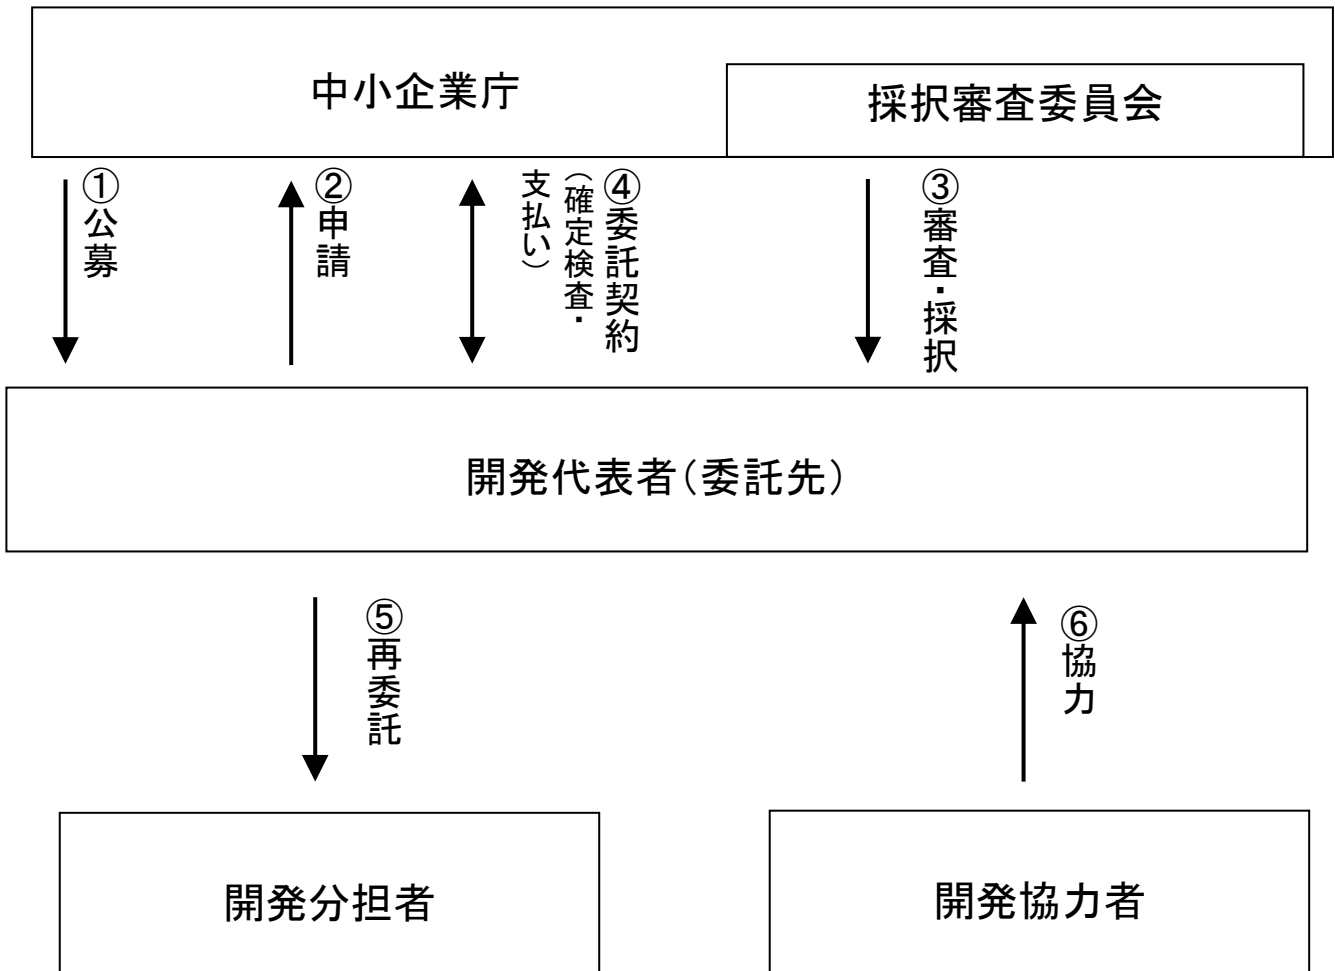 中小企業庁
採択審査委員会
①公募
②申請
④委託契約
（確定検査・
支払い）
③審査・採択
開発代表者（委託先）
⑤再委託
⑥協力
開発分担者
開発協力者